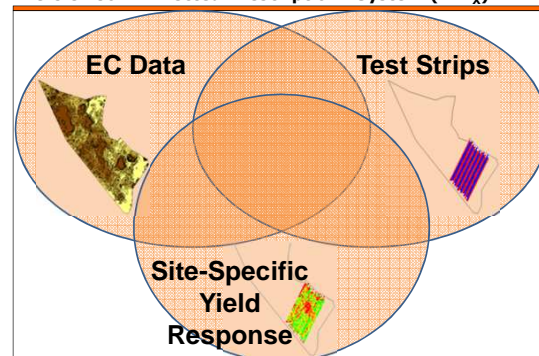 EC Data
Test Strips
Site-Specific
Yield
Response